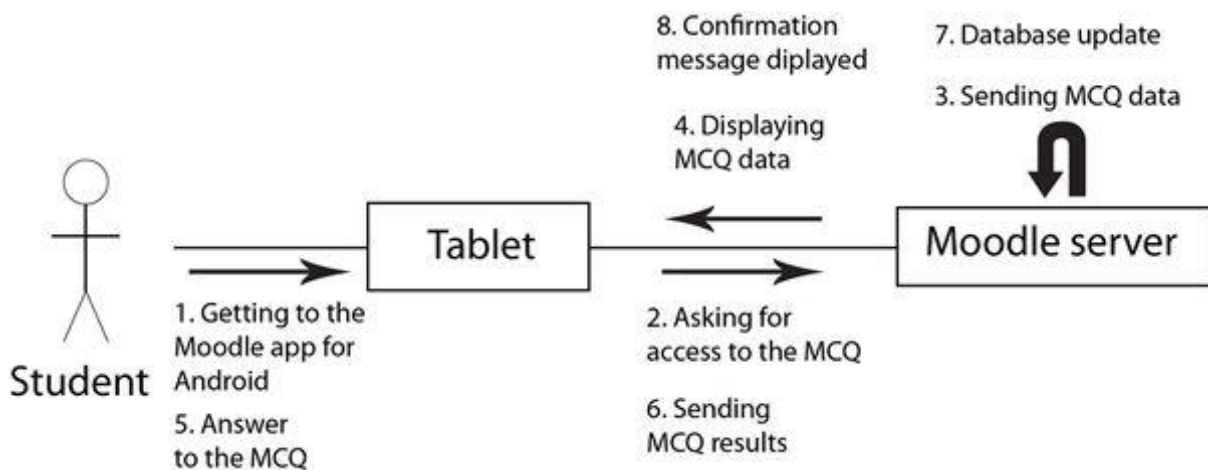 8. Confirmation
message diplayed
7. Database update
3. Sending MCQ data
4. Displaying
MCQ data
Tablet
Moodle server
1. Getting to the
Moodle app for
Android
2. Asking for
access to the MCQ
Student
5. Answer
to the MCQ
6. Sending
MCQ results